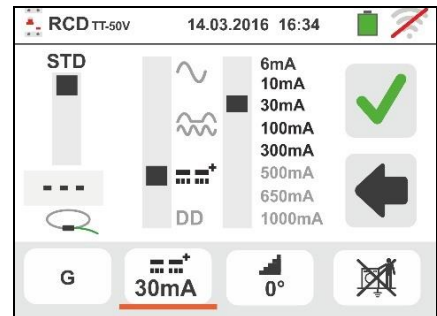 RCD TT-50V 14.03.2016 16:34
STD
6mA
10mA
30mA
100mA
300mA
500mA
650mA
1000mA
DD
- - -
G
30mA
0°